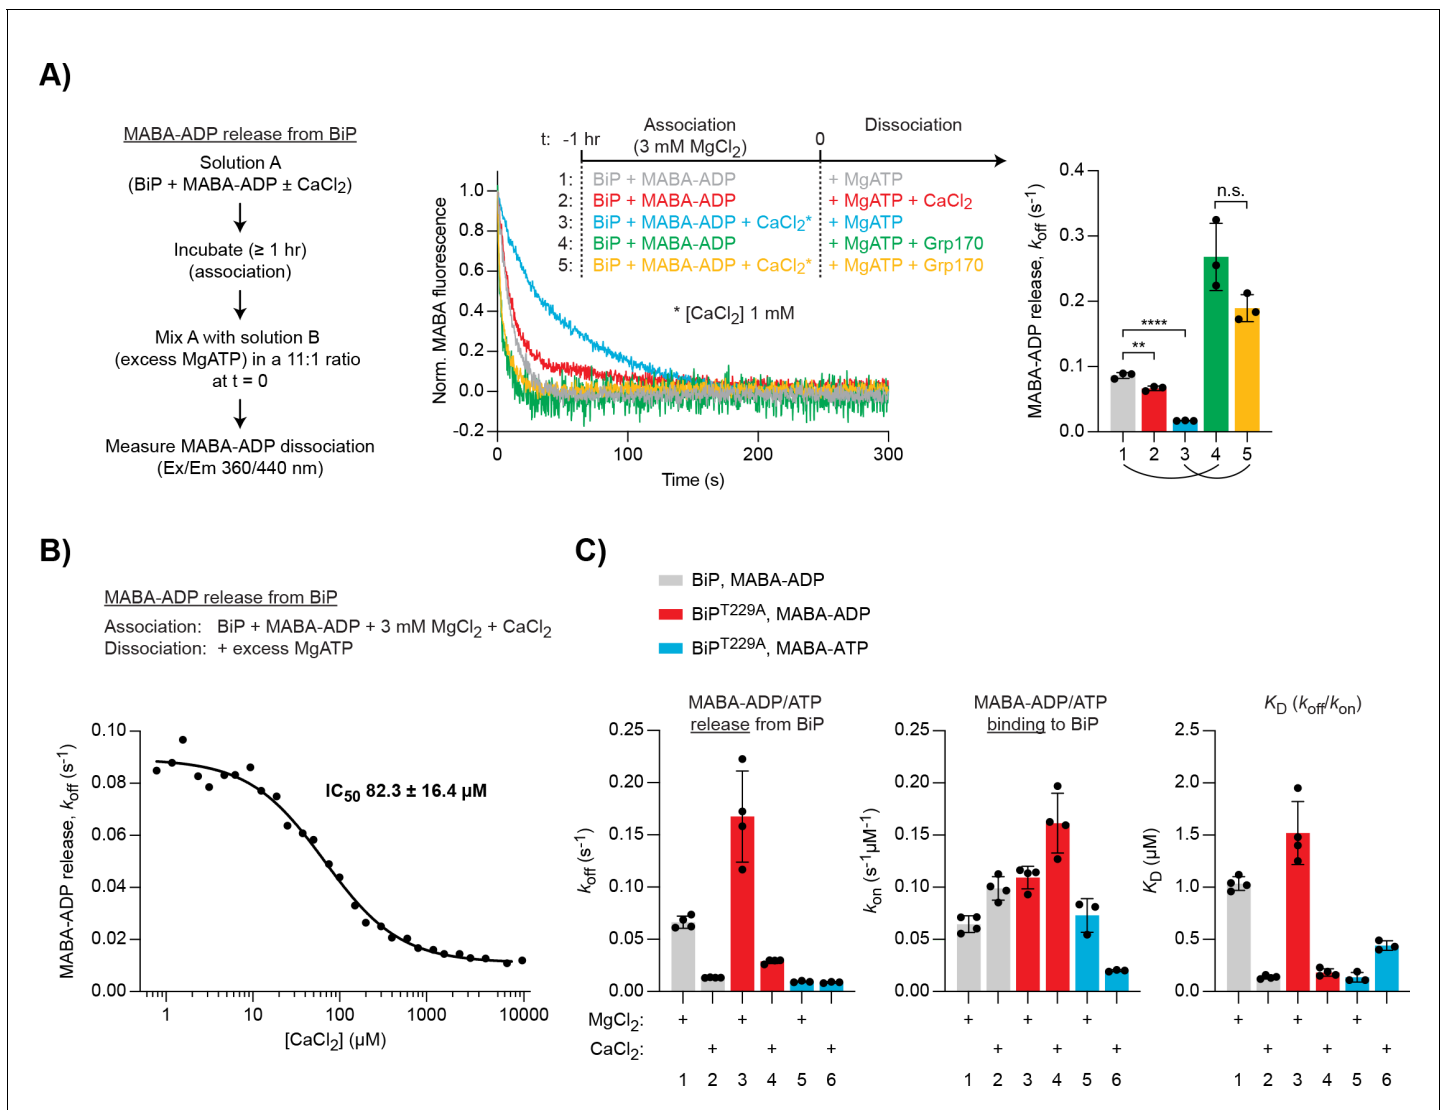 A)
MABA-ADP release from BiP
Solution A
(BiP + MABA-ADP ± CaCl2)
Incubate (≥ 1 hr)
(association)
Mix A with solution B
(excess MgATP) in a 11:1 ratio
at t = 0
Measure MABA-ADP dissociation
(Ex/Em 360/440 nm)
t: -1 hr
Association
(3 mM MgCl2)
0
Dissociation
1: BiP + MABA-ADP + MgATP
2: BiP + MABA-ADP + MgATP + CaCl2
3: BiP + MABA-ADP + CaCl2* + MgATP
4: BiP + MABA-ADP + MgATP + Grp170
5: BiP + MABA-ADP + CaCl2* + MgATP + Grp170
* [CaCl2] 1 mM
Norm. MABA fluorescence
1.0
0.8
0.6
0.4
0.2
0.0
-0.2
0 100 200 300
Time (s)
MABA-ADP release, koff (s-1)
0.4
0.3
0.2
0.1
0.0
n.s.
****
**
1 2 3 4 5
B)
MABA-ADP release from BiP
Association: BiP + MABA-ADP + 3 mM MgCl2 + CaCl2
Dissociation: + excess MgATP
MABA-ADP release, koff (s-1)
0.10
0.08
0.06
0.04
0.02
0.00
IC50 82.3 ± 16.4 µM
1 10 100 1000 10000
[CaCl2] (µM)
C)
BiP, MABA-ADP
BiPT229A, MABA-ADP
BiPT229A, MABA-ATP
MABA-ADP/ATP
release from BiP
koff (s-1)
0.25
0.20
0.15
0.10
0.05
0.00
MABA-ADP/ATP
binding to BiP
kon (s-1µM-1)
0.25
0.20
0.15
0.10
0.05
0.00
KD (koff/kon)
KD (µM)
2.5
2.0
1.5
1.0
0.5
0.0
MgCl2: + + + + + + + + +
CaCl2: + + + + + + + + +
1 2 3 4 5 6 1 2 3 4 5 6 1 2 3 4 5 6